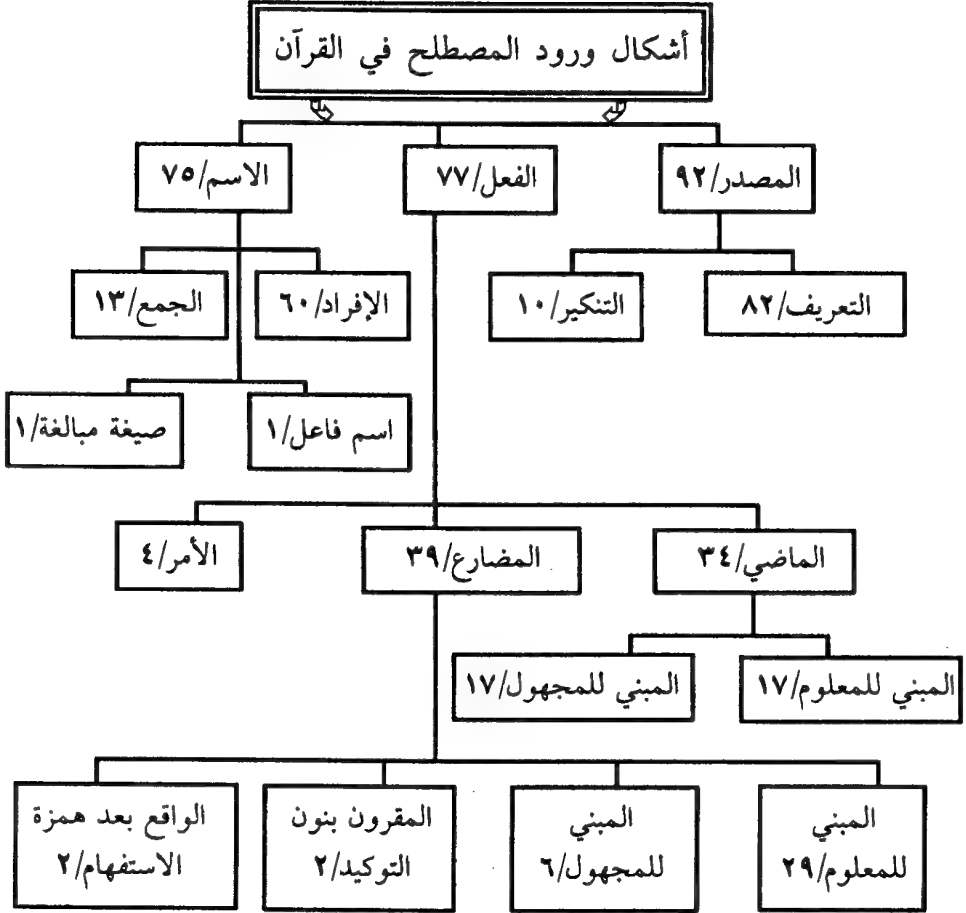 أشكال ورود المصطلح في القرآن
المصدر/٩٢
الفعل/٧٧
الاسم/٧٥
التعريف/٨٢
التنكير/١٠
الإفراد/٦٠
الجمع/١٣
اسم فاعل/١
صيغة مبالغة/١
الماضي/٣٤
المضارع/٣٩
الأمر/٤
المبني للمعلوم/١٧
المبني للمجهول/١٧
المبني
للمعلوم/٢٩
المبني
للمجهول/٦
المقرون بنون
التوكيد/٢
الواقع بعد همزة
الاستفهام/٢